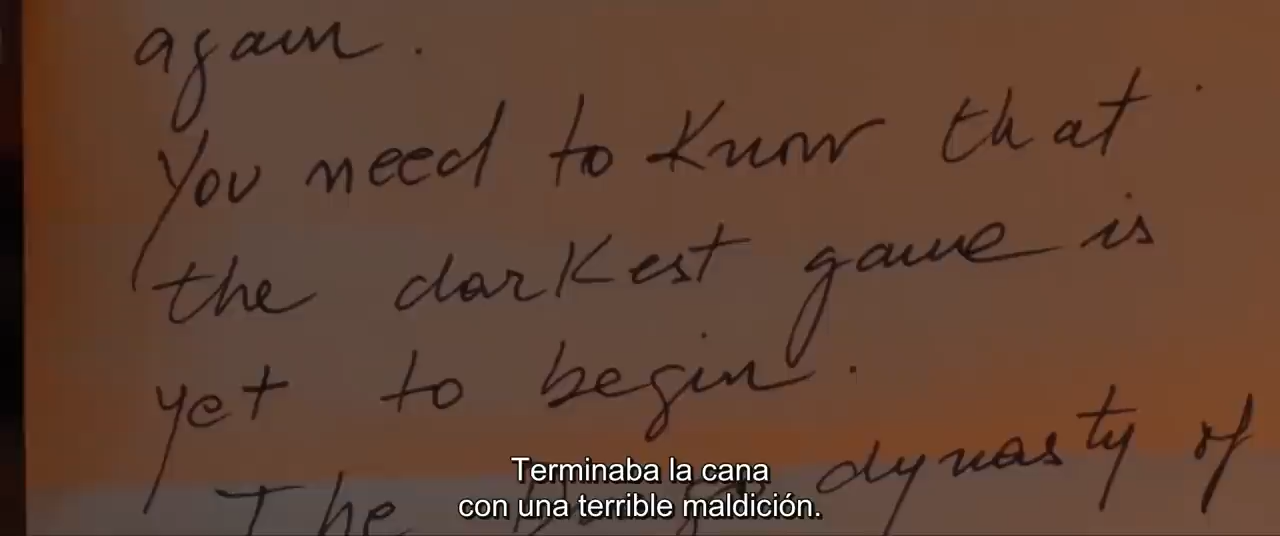 again.
You need to know that
the darkest game is
yet to begin.
The dynasty of
Terminaba la cana
con una terrible maldición.